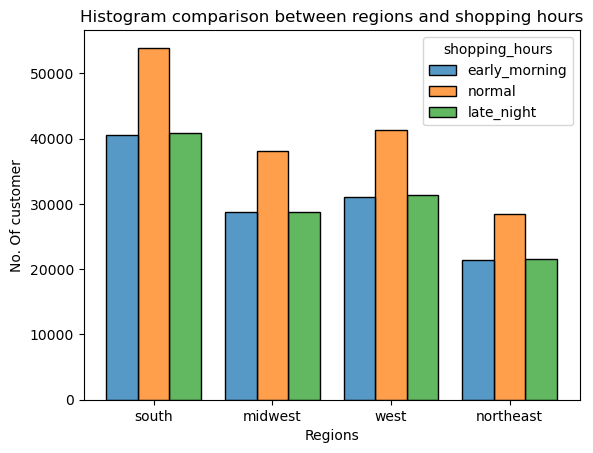 Histogram comparison between regions and shopping hours
shopping_hours
early_morning
normal
late_night
No. Of customer
50000
40000
30000
20000
10000
0
south midwest west northeast
Regions